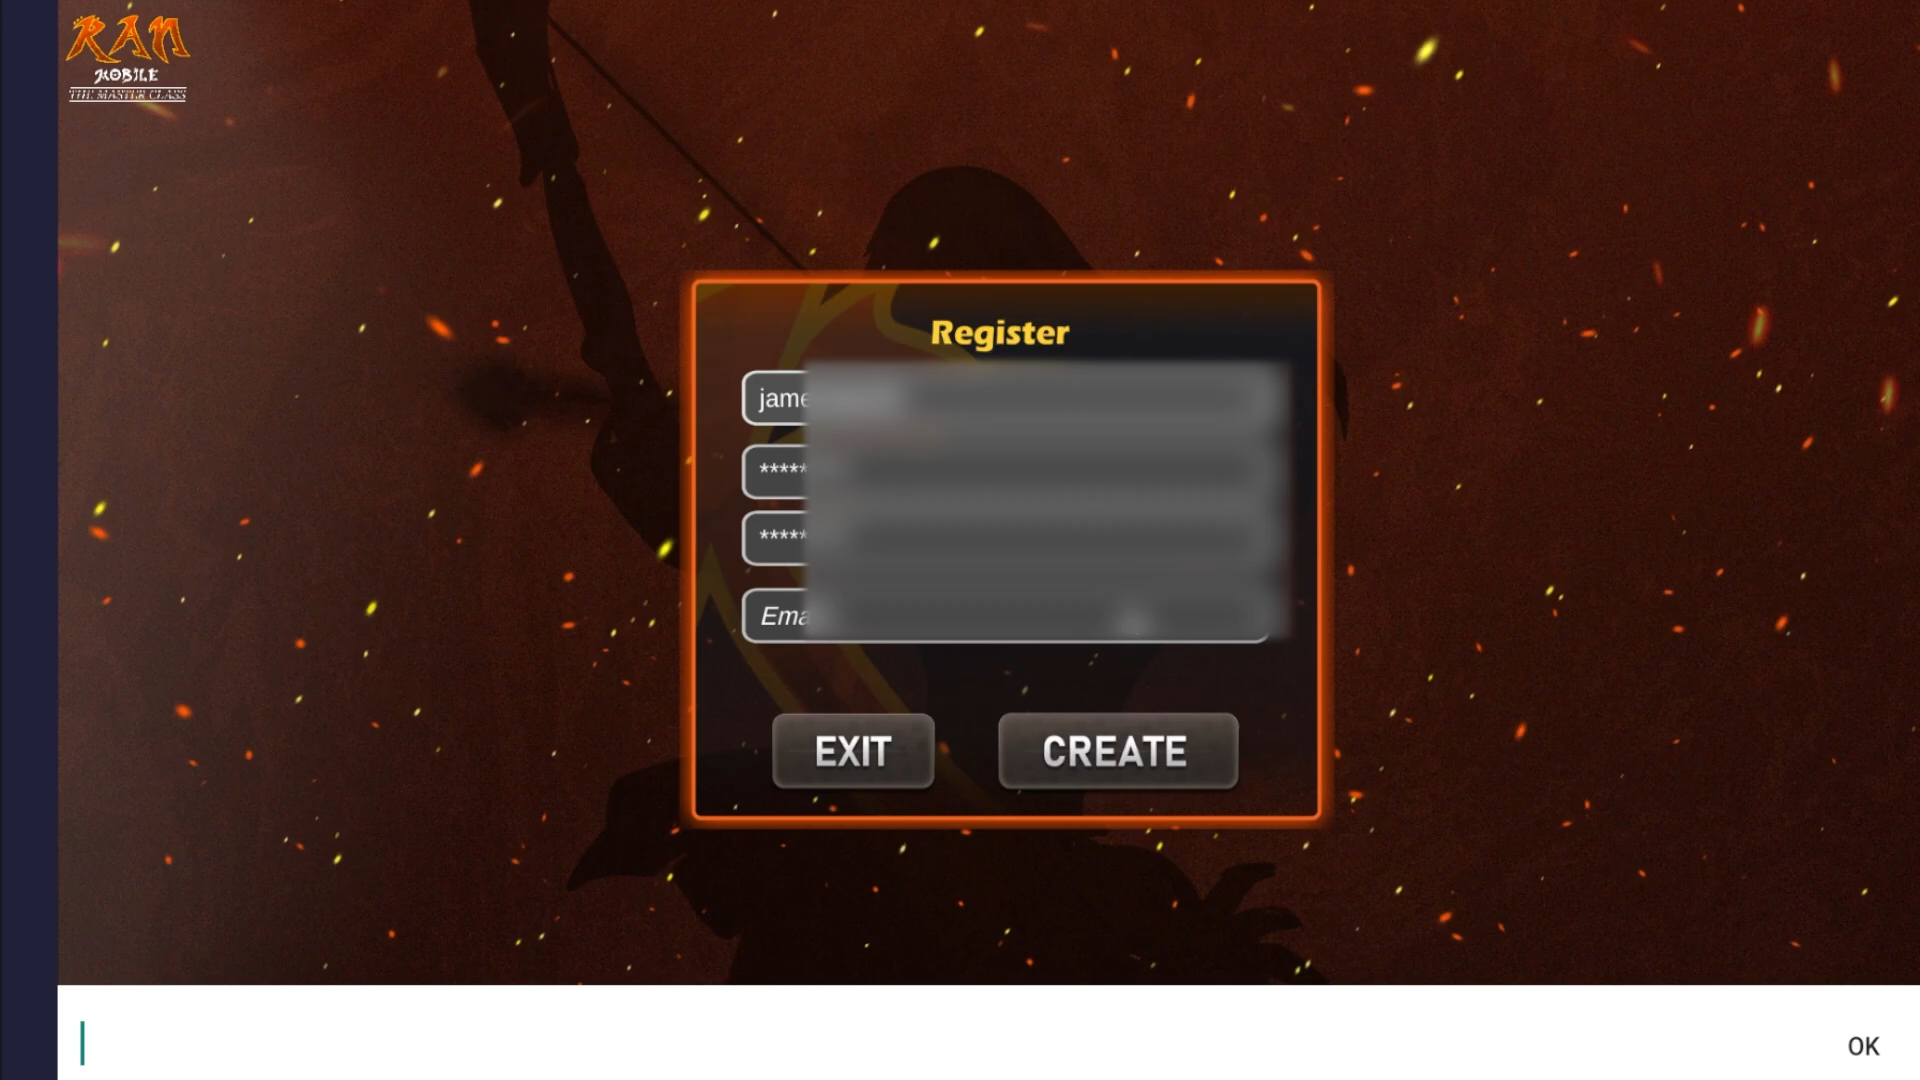 RAN
MOBILE
THE MASTER CLASS
Register
jame
*****
*****
Ema
EXIT
CREATE
OK